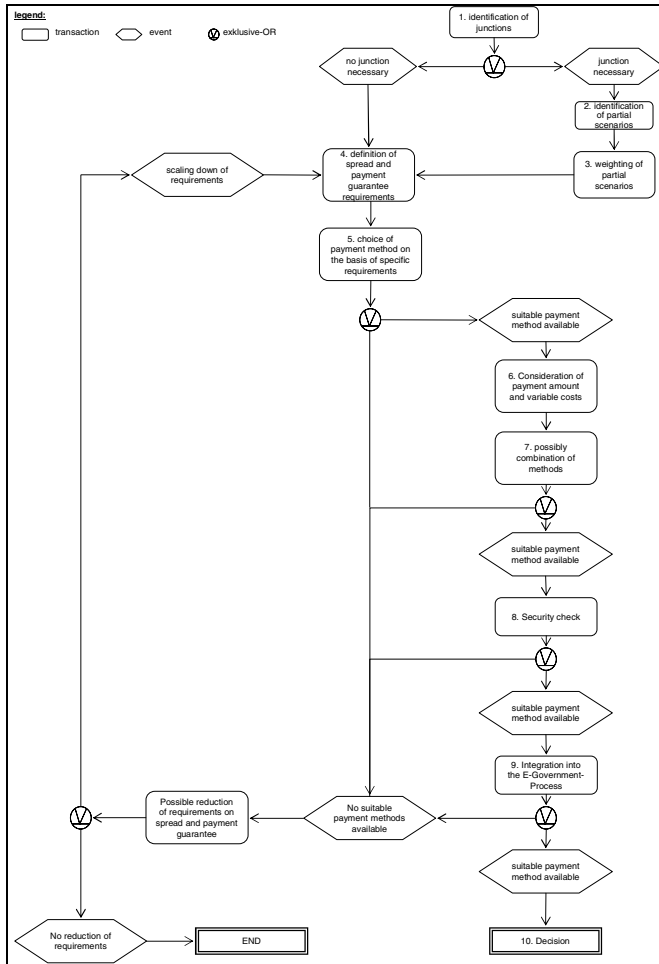 legend:
transaction
event
exklusive-OR
1. identification of
junctions
no junction
necessary
junction
necessary
2. identification
of partial
scenarios
3. weighting of
partial
scenarios
scaling down of
requirements
4. definition of
spread and
payment
guarantee
requirements
5. choice of
payment method on
the basis of specific
requirements
suitable payment
method available
6. Consideration of
payment amount
and variable costs
7. possibly
combination of
methods
suitable payment
method available
8. Security check
suitable payment
method available
9. Integration into
the E-Government-
Process
Possible reduction
of requirements on
spread and payment
guarantee
No suitable
payment methods
available
suitable payment
method available
No reduction of
requirements
END
10. Decision